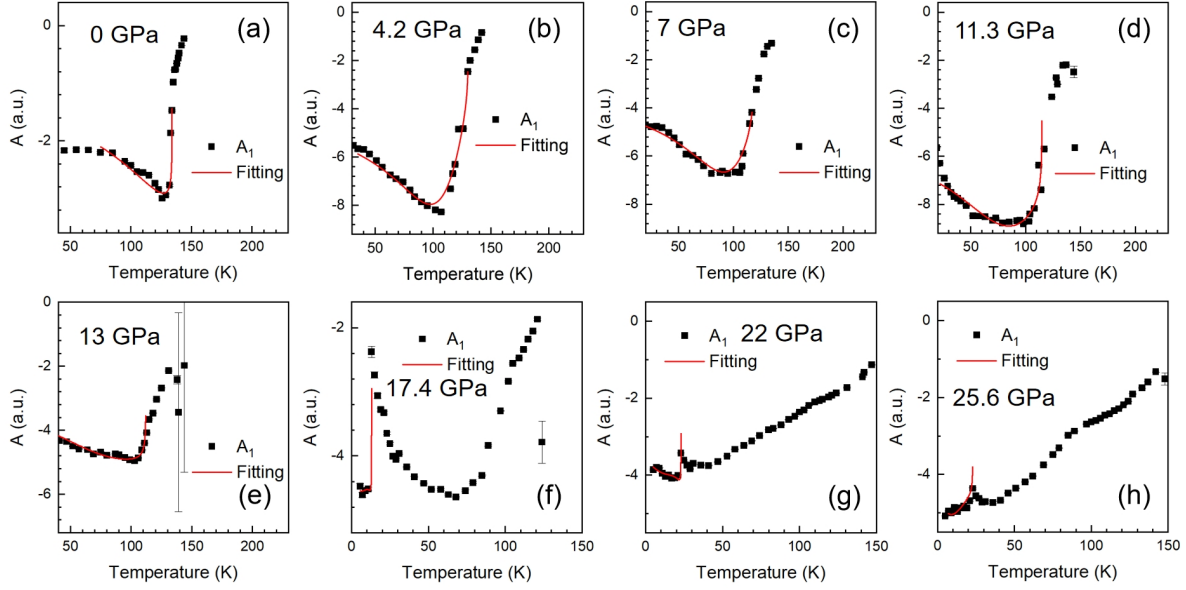 0 GPa
(a)
A (a.u.)
0
-2
A₁
Fitting
50 100 150 200
Temperature (K)
4.2 GPa
(b)
A (a.u.)
0
-2
-4
-6
-8
A₁
Fitting
50 100 150 200
Temperature (K)
7 GPa
(c)
A (a.u.)
0
-2
-4
-6
-8
A₁
Fitting
50 100 150 200
Temperature (K)
11.3 GPa
(d)
A (a.u.)
0
-2
-4
-6
-8
A₁
Fitting
50 100 150 200
Temperature (K)
13 GPa
(e)
A (a.u.)
0
-2
-4
-6
A₁
Fitting
50 100 150 200
Temperature (K)
17.4 GPa
(f)
A (a.u.)
-2
-4
A₁
Fitting
0 50 100 150
Temperature (K)
22 GPa
(g)
A (a.u.)
0
-2
-4
A₁
Fitting
0 50 100 150
Temperature (K)
25.6 GPa
(h)
A (a.u.)
0
-2
-4
A₁
Fitting
0 50 100 150
Temperature (K)